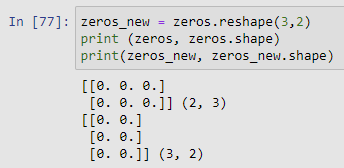 In [77]: zeros_new = zeros.reshape(3,2)
print (zeros, zeros.shape)
print(zeros_new, zeros_new.shape)
[[0. 0. 0.]
[0. 0. 0.]] (2, 3)
[[0. 0.]
[0. 0.]
[0. 0.]] (3, 2)